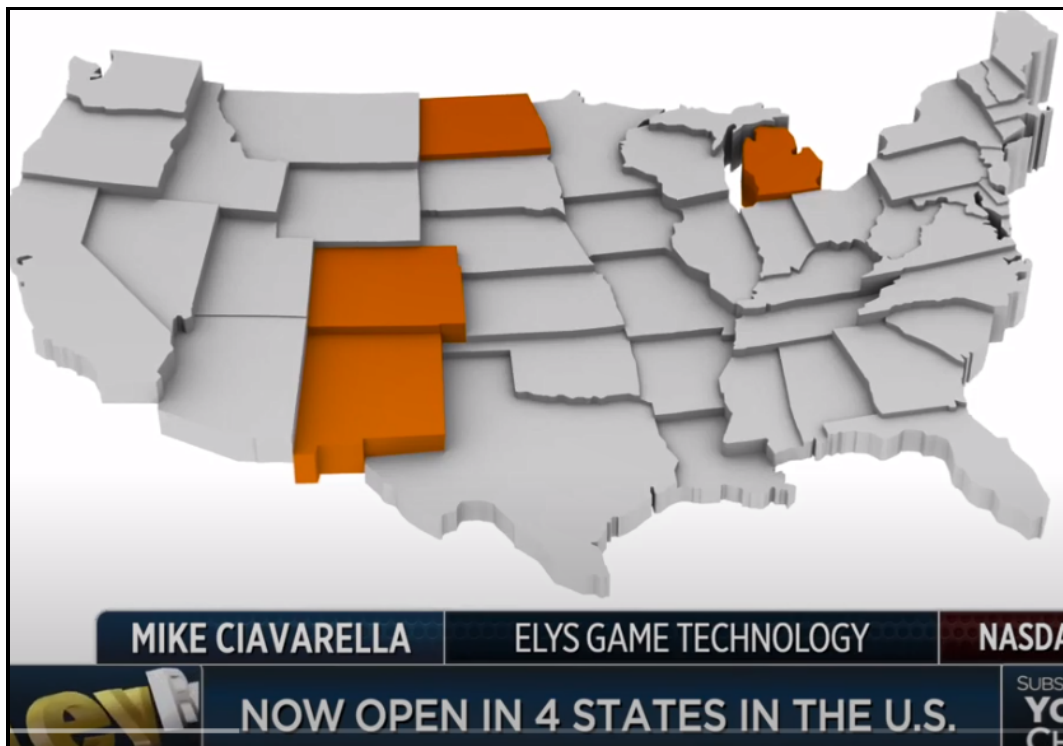 MIKE CIAVARELLA
ELYS GAME TECHNOLOGY
NOW OPEN IN 4 STATES IN THE U.S.